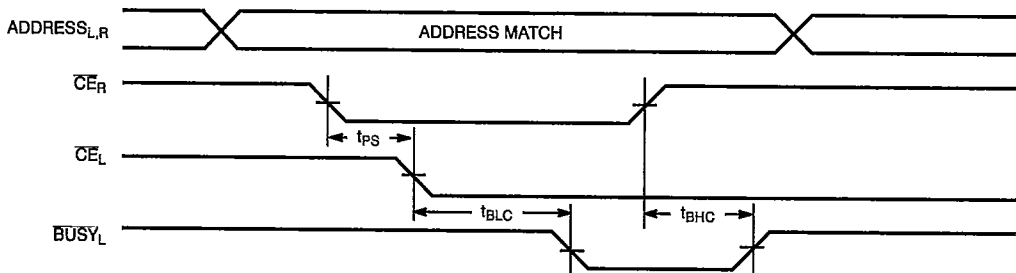 ADDRESSL,R
ADDRESS MATCH
CER
tPS
CEL
tBLC
tBHC
BUSYL